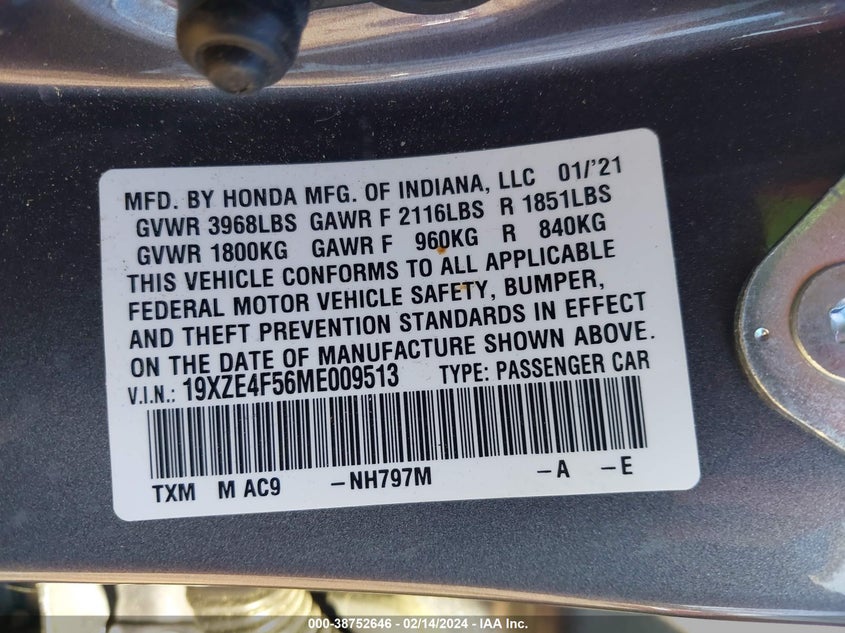 MFD. BY HONDA MFG. OF INDIANA, LLC 01/'21
GVWR 3968LBS GAWR F 2116LBS R 1851LBS
GVWR 1800KG GAWR F 960KG R 840KG
THIS VEHICLE CONFORMS TO ALL APPLICABLE
FEDERAL MOTOR VEHICLE SAFETY, BUMPER,
AND THEFT PREVENTION STANDARDS IN EFFECT
ON THE DATE OF MANUFACTURE SHOWN ABOVE.
V.I.N.: 19XZE4F56ME009513 TYPE: PASSENGER CAR
TXM M AC9 -NH797M -A -E
000-38752646 - 02/14/2024 - IAA Inc.